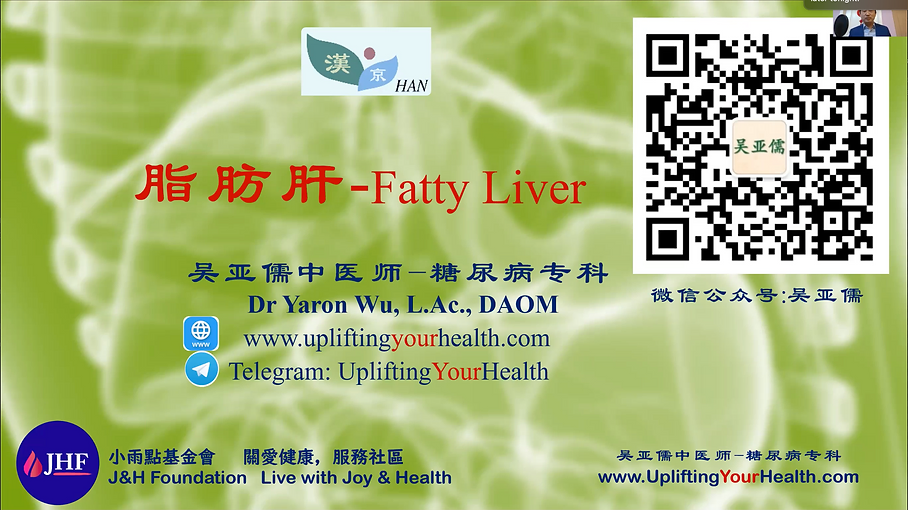 later tonight.
漢京
HAN
脂肪肝-Fatty Liver
吴亚儒
吴亚儒中医师-糖尿病专科
Dr Yaron Wu, L.Ac., DAOM
微信公众号:吴亚儒
www
www.upliftingyourhealth.com
Telegram: UpliftingYourHealth
JHF
小雨點基金會 關愛健康，服務社區
J&H Foundation Live with Joy & Health
吴亚儒中医师-糖尿病专科
www.UpliftingYourHealth.com